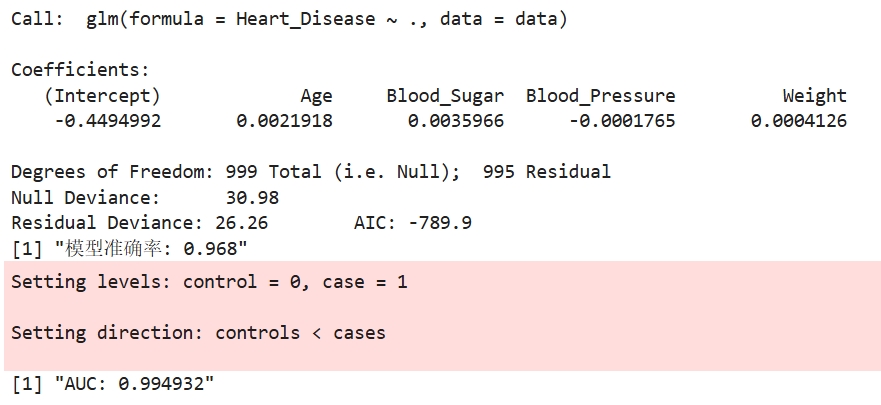 Call:  glm(formula = Heart_Disease ~ ., data = data)
Coefficients:
(Intercept) Age Blood_Sugar Blood_Pressure Weight
-0.4494992 0.0021918 0.0035966 -0.0001765 0.0004126
Degrees of Freedom: 999 Total (i.e. Null);  995 Residual
Null Deviance: 30.98
Residual Deviance: 26.26 AIC: -789.9
[1] "模型准确率: 0.968"
Setting levels: control = 0, case = 1
Setting direction: controls < cases
[1] "AUC: 0.994932"